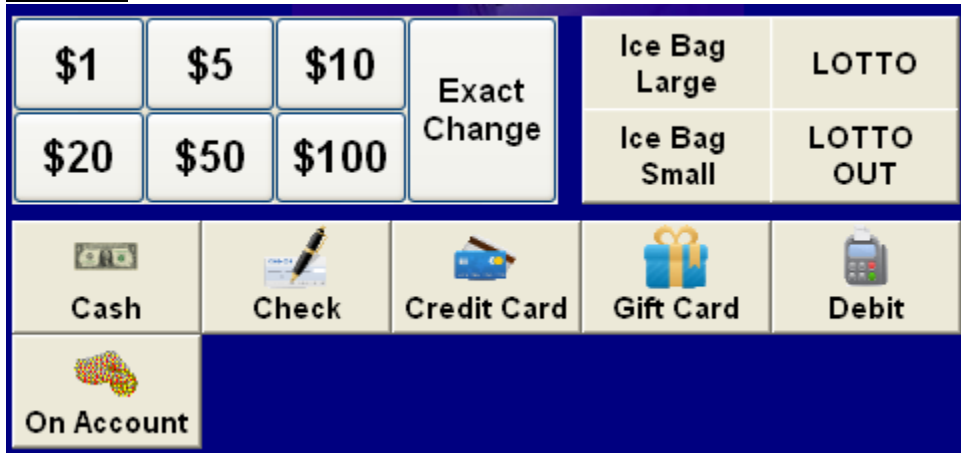 $1
$5
$10
Exact
Change
$20
$50
$100
Ice Bag
Large
LOTTO
Ice Bag
Small
LOTTO
OUT
Cash
Check
Credit Card
Gift Card
Debit
On Account